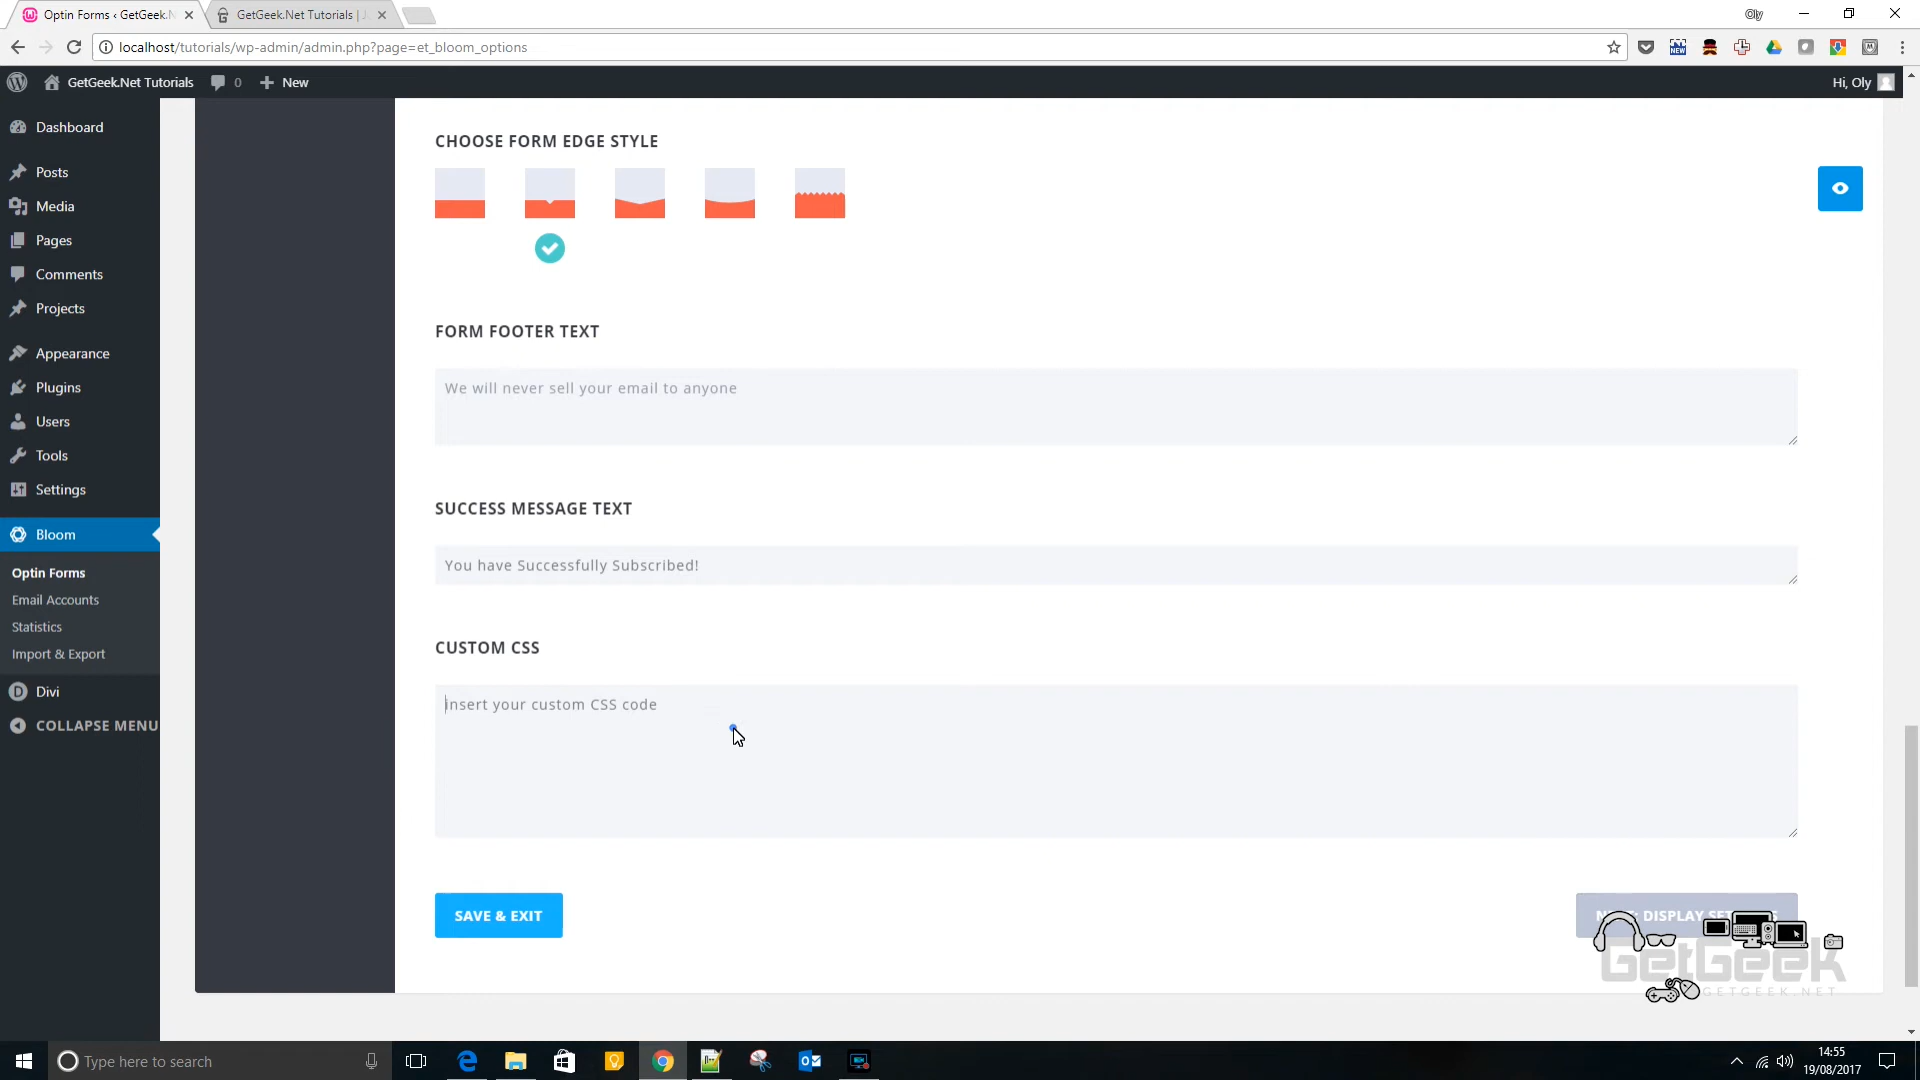 Optin Forms ‹ GetGeek.N
GetGeek.Net Tutorials |
Oly
localhost/tutorials/wp-admin/admin.php?page=et_bloom_options
NEW
GetGeek.Net Tutorials
0
New
Hi, Oly
Dashboard
Posts
Media
Pages
Comments
Projects
Appearance
Plugins
Users
Tools
Settings
Bloom
Optin Forms
Email Accounts
Statistics
Import & Export
Divi
COLLAPSE MENU
CHOOSE FORM EDGE STYLE
FORM FOOTER TEXT
We will never sell your email to anyone
SUCCESS MESSAGE TEXT
You have Successfully Subscribed!
CUSTOM CSS
insert your custom CSS code
SAVE & EXIT
DISPLAY
GetGeek
GETGEEK.NET
Type here to search
14:55
19/08/2017